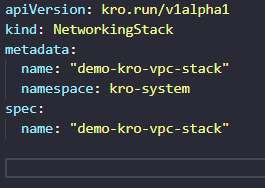 apiVersion: kro.run/v1alpha1
kind: NetworkingStack
metadata:
  name: "demo-kro-vpc-stack"
  namespace: kro-system
spec:
  name: "demo-kro-vpc-stack"